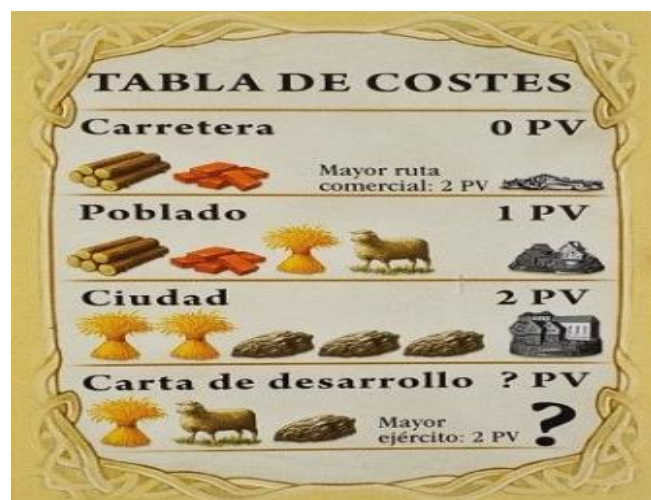 TABLA DE COSTES
Carretera 0 PV
Mayor ruta
comercial: 2 PV
Poblado 1 PV
Ciudad 2 PV
Carta de desarrollo ? PV
Mayor
ejército: 2 PV ?